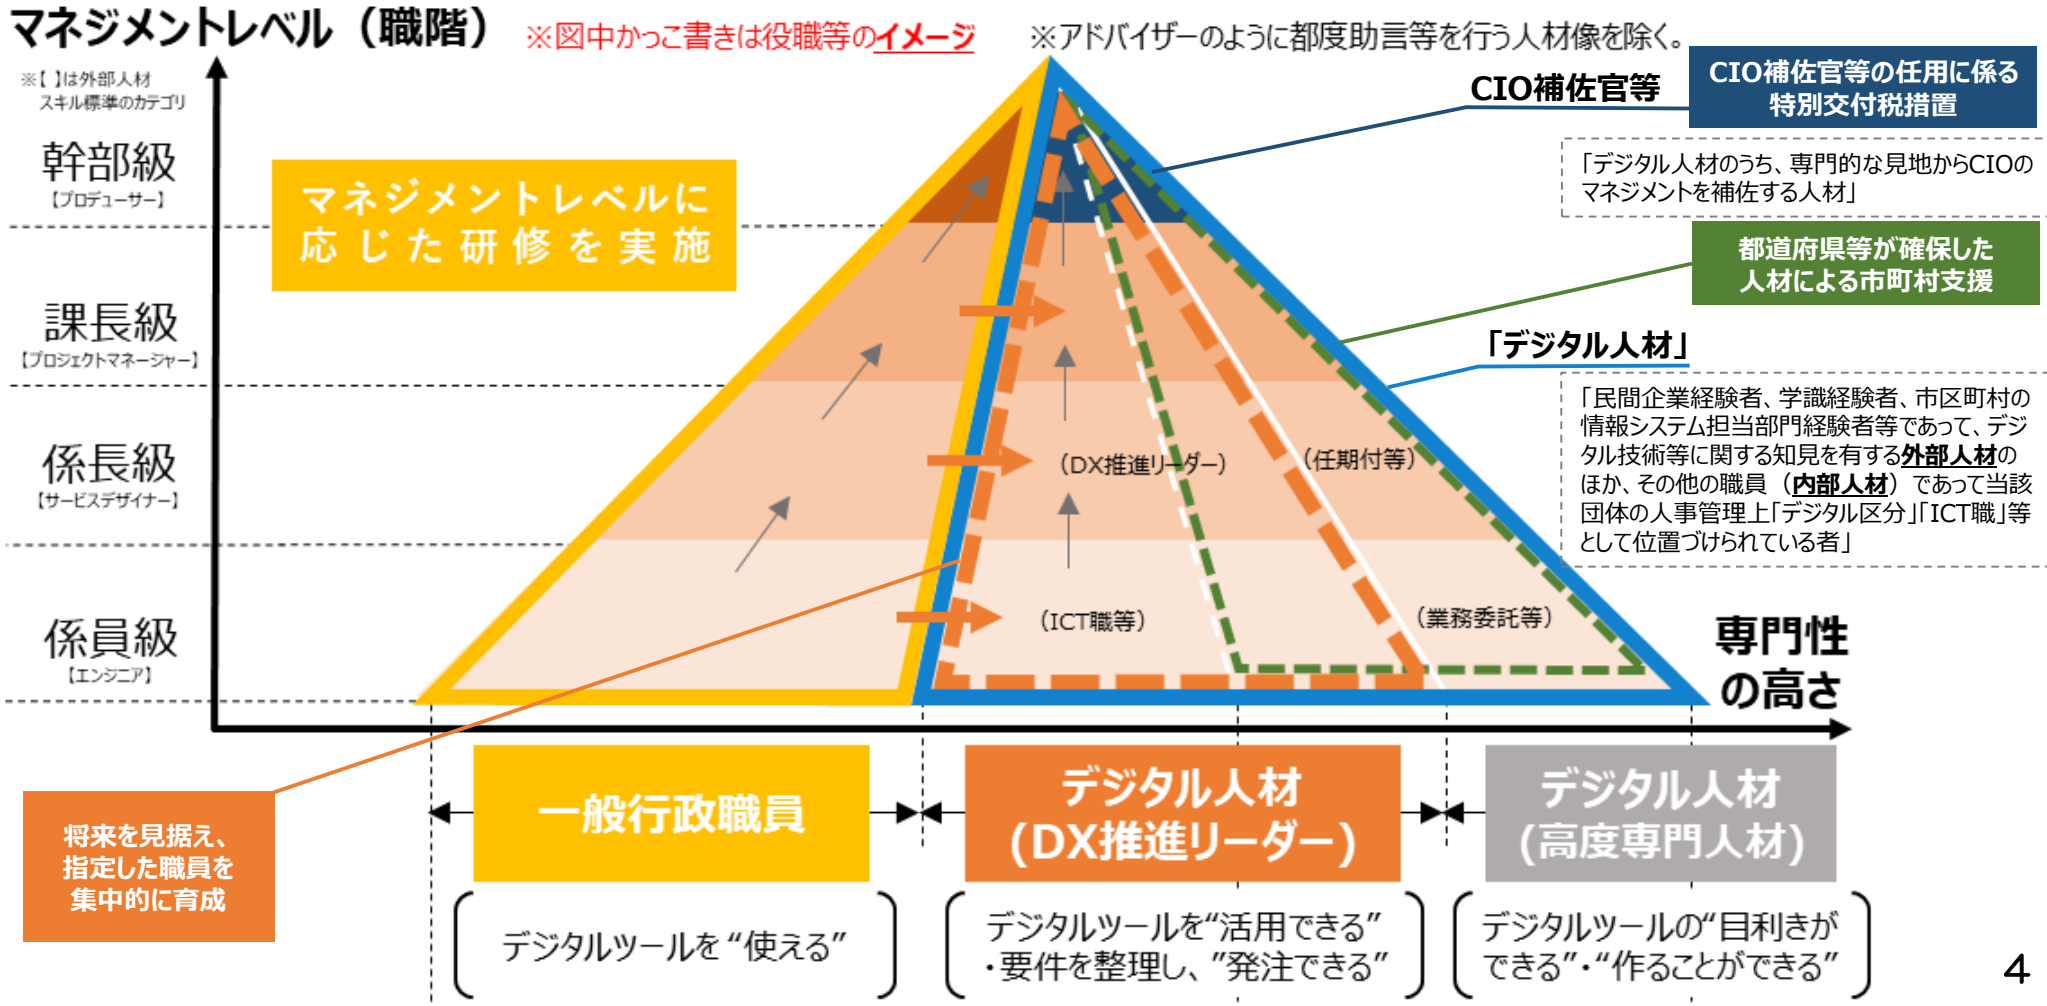 マネジメントレベル（職階）
※図中かっこ書きは役職等のイメージ
※アドバイザーのように都度助言等を行う人材像を除く。
※【 】は外部人材
スキル標準のカテゴリ
幹部級
【プロデューサー】
課長級
【プロジェクトマネージャー】
係長級
【サービスデザイナー】
係員級
【エンジニア】
マネジメントレベルに
応じた研修を実施
CIO補佐官等
CIO補佐官等の任用に係る
特別交付税措置
「デジタル人材のうち、専門的な見地からCIOの
マネジメントを補佐する人材」
都道府県等が確保した
人材による市町村支援
「デジタル人材」
「民間企業経験者、学識経験者、市区町村の
情報システム担当部門経験者等であって、デジ
タル技術等に関する知見を有する外部人材の
ほか、その他の職員（内部人材）であって当該
団体の人事管理上「デジタル区分」「ICT職」等
として位置づけられている者」
（DX推進リーダー）
（任期付等）
（ICT職等）
（業務委託等）
専門性
の高さ
将来を見据え、
指定した職員を
集中的に育成
一般行政職員
デジタル人材
(DX推進リーダー)
デジタル人材
(高度専門人材)
デジタルツールを“使える”
デジタルツールを“活用できる”
・要件を整理し、”発注できる”
デジタルツールの“目利きが
できる”・“作ることができる”
4